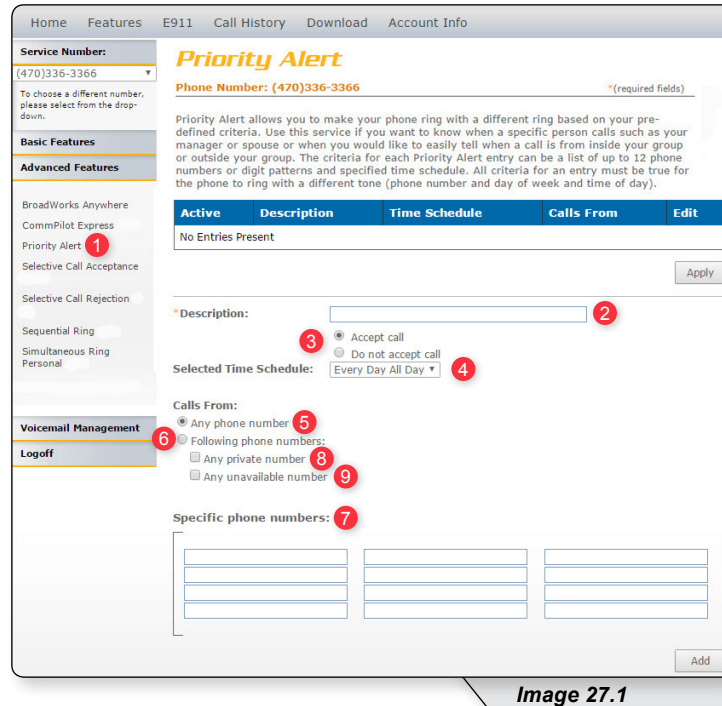 Home Features E911 Call History Download Account Info
Service Number:
(470)336-3366
To choose a different number,
please select from the drop-
down.
Basic Features
Advanced Features
BroadWorks Anywhere
CommPilot Express
Priority Alert 1
Selective Call Acceptance
Selective Call Rejection
Sequential Ring
Simultaneous Ring
Personal
Voicemail Management
Logoff
Priority Alert
Phone Number: (470)336-3366 *(required fields)
Priority Alert allows you to make your phone ring with a different ring based on your pre-
defined criteria. Use this service if you want to know when a specific person calls such as your
manager or spouse or when you would like to easily tell when a call is from inside your group
or outside your group. The criteria for each Priority Alert entry can be a list of up to 12 phone
numbers or digit patterns and specified time schedule. All criteria for an entry must be true for
the phone to ring with a different tone (phone number and day of week and time of day).
Active Description Time Schedule Calls From Edit
No Entries Present
Apply
*Description: 2
3 Accept call
Do not accept call
Selected Time Schedule: Every Day All Day 4
Calls From:
Any phone number 5
6 Following phone numbers:
Any private number 8
Any unavailable number 9
Specific phone numbers: 7
Add
Image 27.1